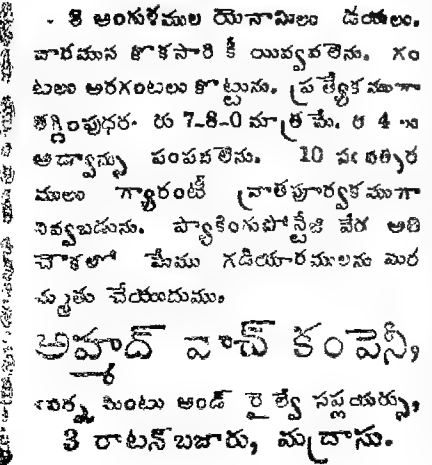 8 అంగుళముల యెనామిలు డయలు.
వారమున కొకసారి కీ యివ్వవలెను. గం
టలు అరగంటలు కొట్టును. ప్రత్యేకముగా
తగ్గింపుధర. రు 7-8-0 మాత్రమే. రు 4 లు
అడ్వాన్సు పంపవలెను. 10 సంవత్సర
ములు గ్యారంటీ వ్రాతపూర్వకముగా
నివ్వబడును. ప్యాకింగుపోస్టేజి వేరు అతి
చౌకలో మేము గడియారములను మర
మ్మతు చేయుదుము.
అహ్మద్ వాచ్ కంపెనీ,
మింటు అండ్ రైల్వే సప్లయర్సు,
3 రాటన్ బజారు, మద్రాసు.